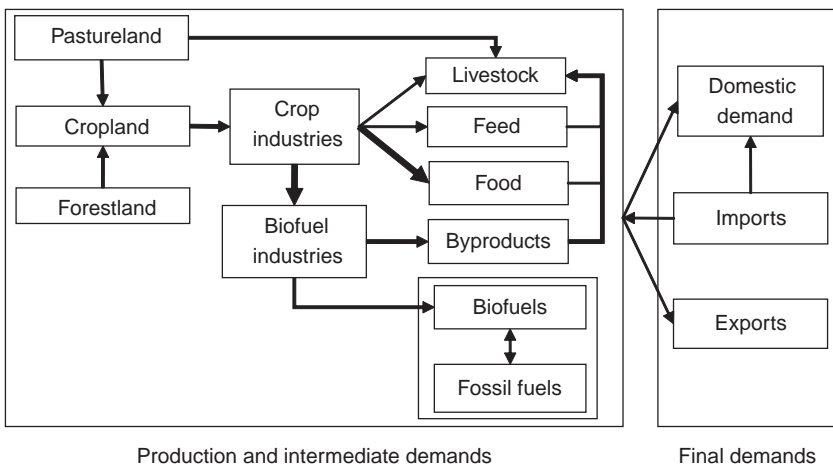 Pastureland
Cropland
Forestland
Crop
industries
Biofuel
industries
Livestock
Feed
Food
Byproducts
Biofuels
Fossil fuels
Domestic
demand
Imports
Exports
Production and intermediate demands
Final demands